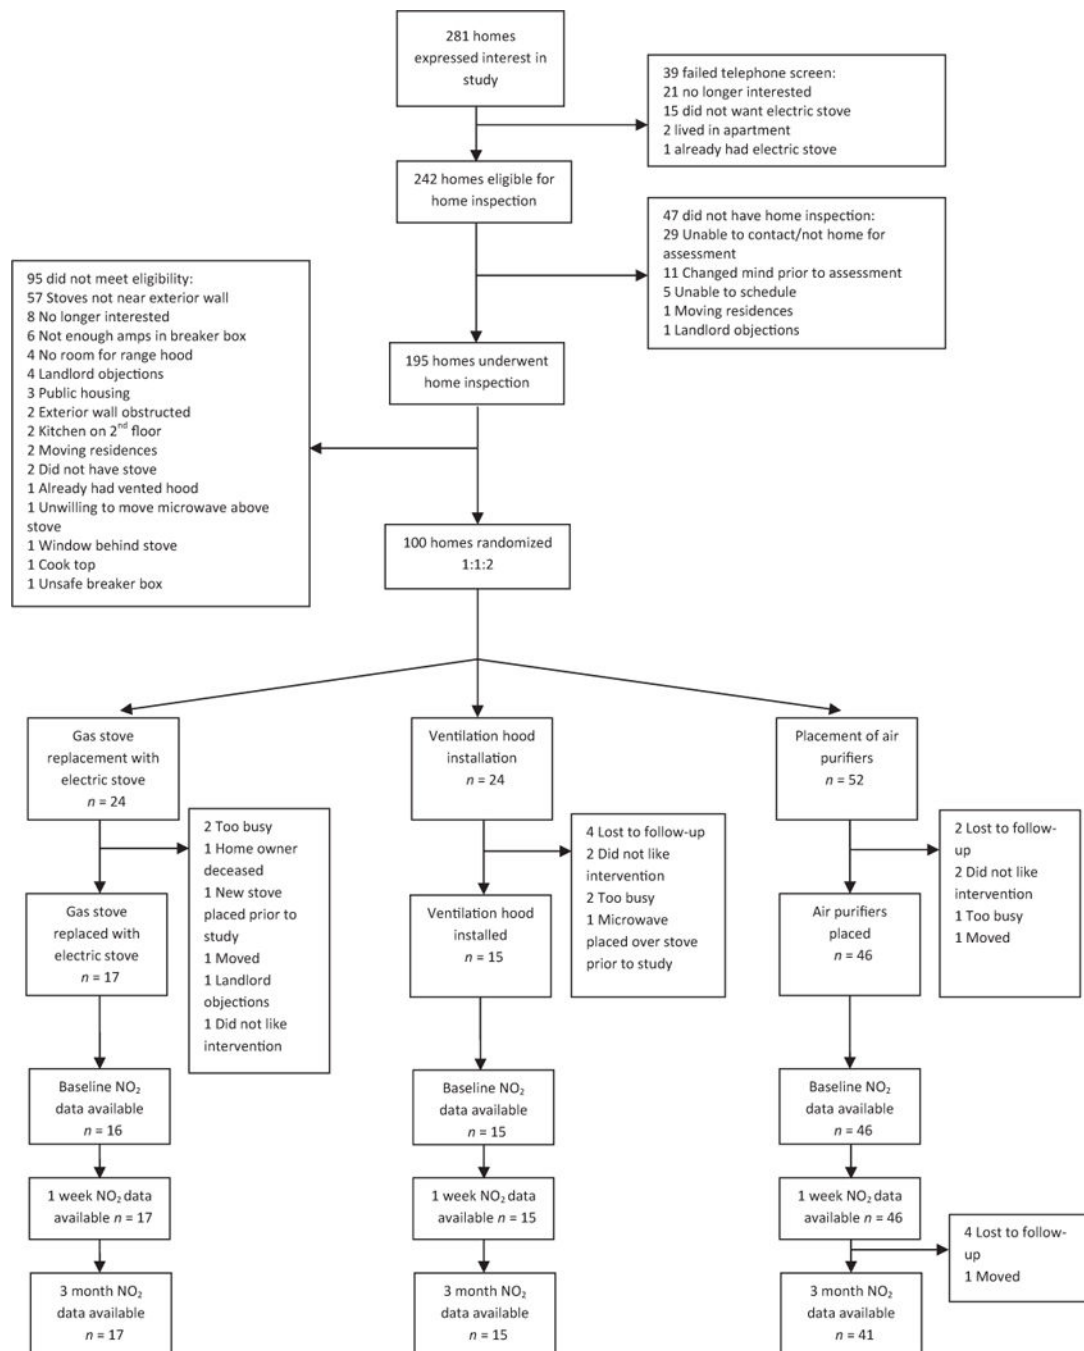 281 homes
expressed interest in
study
39 failed telephone screen:
21 no longer interested
15 did not want electric stove
2 lived in apartment
1 already had electric stove
242 homes eligible for
home inspection
47 did not have home inspection:
29 Unable to contact/not home for
assessment
11 Changed mind prior to assessment
5 Unable to schedule
1 Moving residences
1 Landlord objections
95 did not meet eligibility:
57 Stoves not near exterior wall
8 No longer interested
6 Not enough amps in breaker box
4 No room for range hood
4 Landlord objections
3 Public housing
2 Exterior wall obstructed
2 Kitchen on 2nd floor
2 Moving residences
2 Did not have stove
1 Already had vented hood
1 Unwilling to move microwave above
stove
1 Window behind stove
1 Cook top
1 Unsafe breaker box
195 homes underwent
home inspection
100 homes randomized
1:1:2
Gas stove
replacement with
electric stove
n = 24
2 Too busy
1 Home owner
deceased
1 New stove
placed prior to
study
1 Moved
1 Landlord
objections
1 Did not like
intervention
Gas stove
replaced with
electric stove
n = 17
Baseline NO₂
data available
n = 16
1 week NO₂ data
available n = 17
3 month NO₂
data available
n = 17
Ventilation hood
installation
n = 24
4 Lost to follow-up
2 Did not like
intervention
2 Too busy
1 Microwave
placed over stove
prior to study
Ventilation hood
installed
n = 15
Baseline NO₂
data available
n = 15
1 week NO₂ data
available n = 15
3 month NO₂
data available
n = 15
Placement of air
purifiers
n = 52
2 Lost to follow-
up
2 Did not like
intervention
1 Too busy
1 Moved
Air purifiers
placed
n = 46
Baseline NO₂
data available
n = 46
1 week NO₂ data
available n = 46
4 Lost to follow-
up
1 Moved
3 month NO₂
data available
n = 41